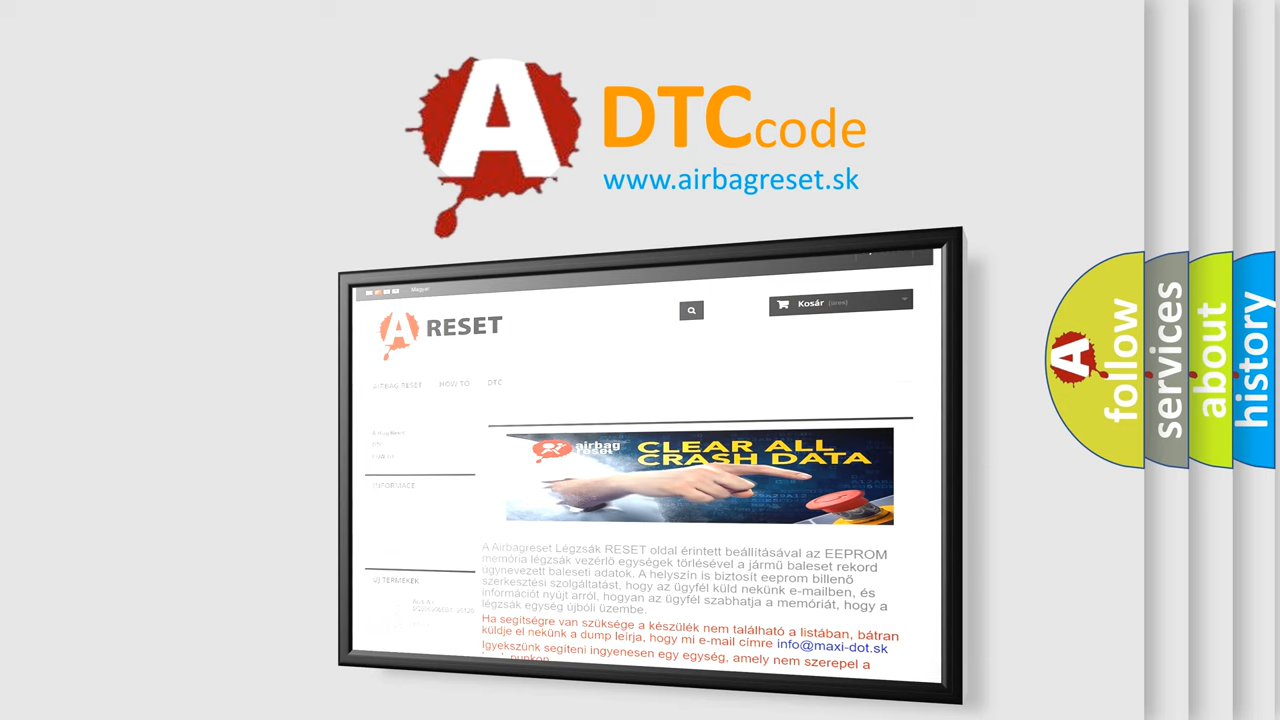 A DTCcode
www.airbagreset.sk
Magyar
Kosár (üres)
A RESET
AIRBAG RESET HOW TO DTC
INFORMACE
ÚJ TERMÉKEK
airbag
reset
CLEAR ALL
CRASH DATA
A Airbagreset Légzsák RESET oldal érintett beállításával az EEPROM
memória légzsák vezérlő egységek törlésével a jármű baleset rekord
úgynevezett baleseti adatok. A helyszín is biztosít eeprom billenő
szerkesztési szolgáltatást, hogy az ügyfél küld nekünk e-mailben, és
információt nyújt arról, hogyan az ügyfél szabhatja a memóriát, hogy a
légzsák egység újbóli üzembe.
Ha segítségre van szüksége a készülék nem található a listában, bátran
küldje el nekünk a dump leírja, hogy mi e-mail címre info@maxi-dot.sk
Igyekszünk segíteni ingyenesen egy egység, amely nem szerepel a
A follow
services
about
history